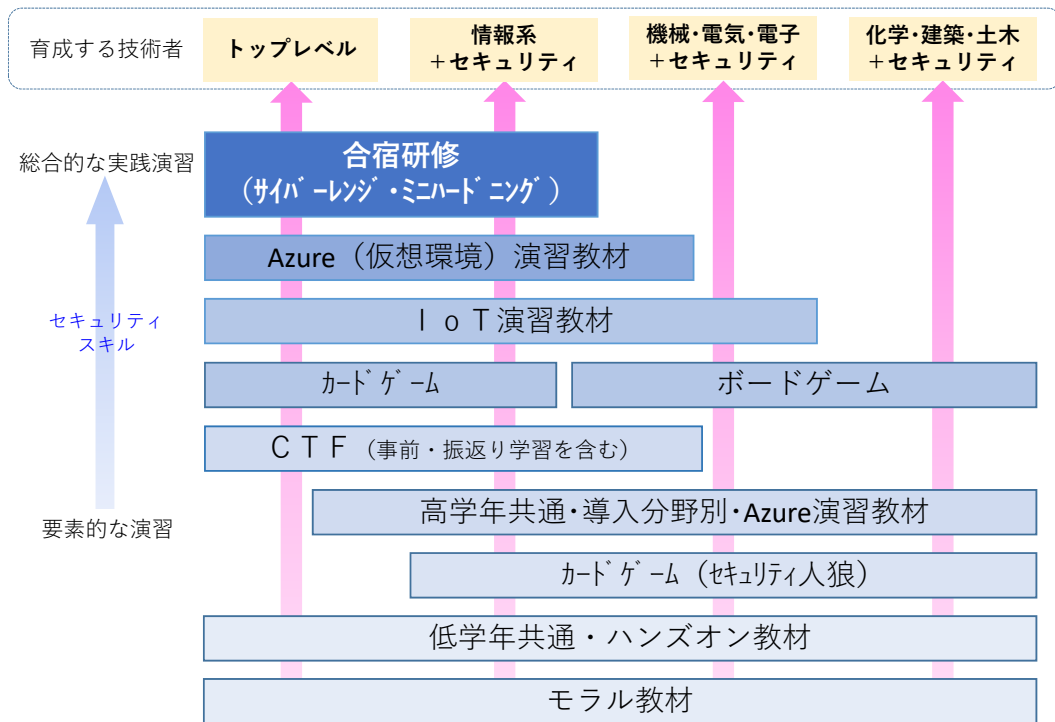 育成する技術者
トップレベル
情報系
＋セキュリティ
機械･電気･電子
＋セキュリティ
化学･建築･土木
＋セキュリティ
総合的な実践演習
合宿研修
（ｻｲﾊﾞｰﾚﾝｼﾞ･ﾐﾆﾊｰﾄﾞﾆﾝｸﾞ）
Azure（仮想環境）演習教材
セキュリティ
スキル
ＩｏＴ演習教材
ｶｰﾄﾞｹﾞｰﾑ
ボードゲーム
ＣＴＦ（事前・振返り学習を含む）
要素的な演習
高学年共通･導入分野別･Azure演習教材
ｶｰﾄﾞｹﾞｰﾑ（ｾｷｭﾘﾃｨ人狼）
低学年共通・ハンズオン教材
モラル教材